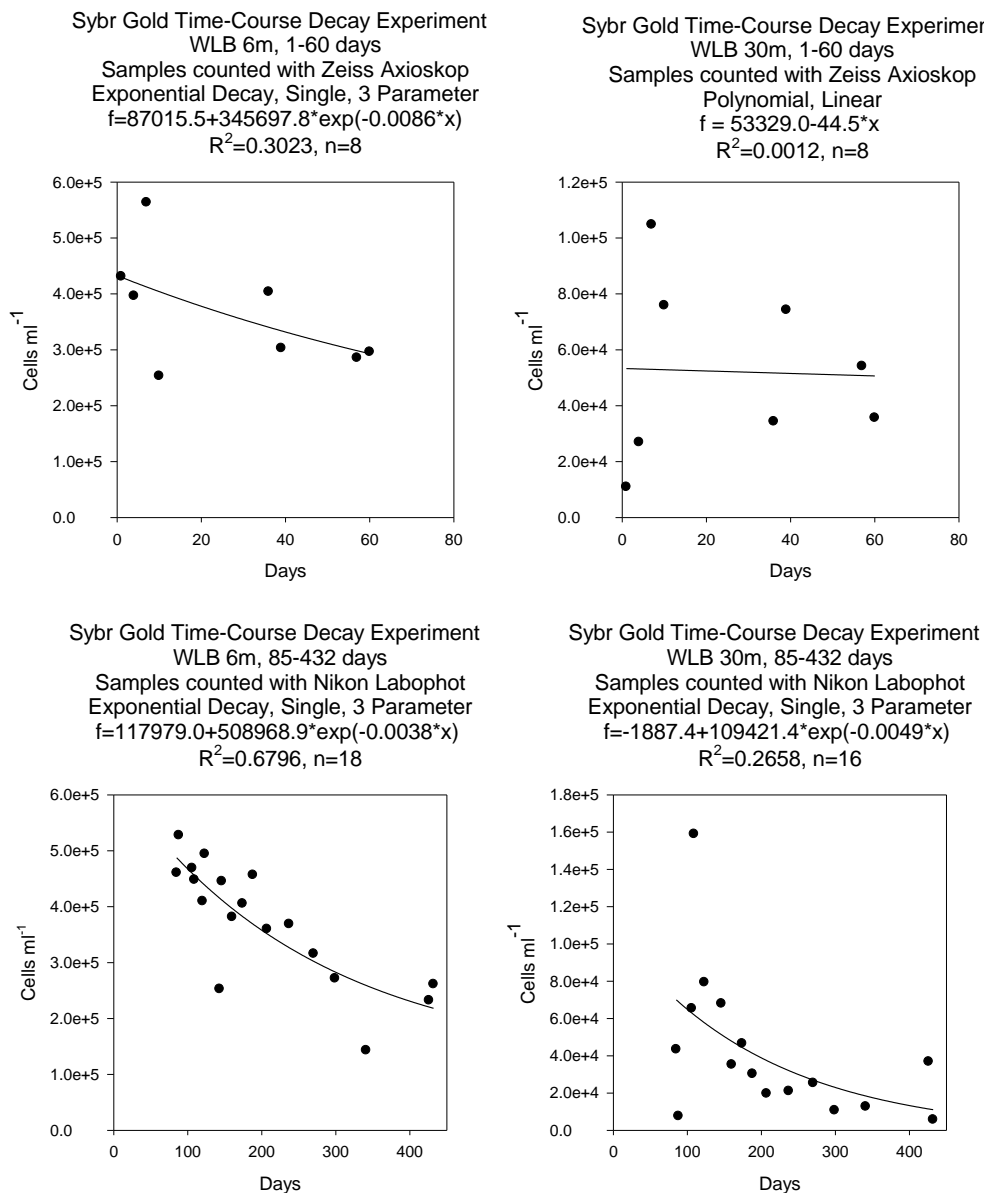 Sybr Gold Time-Course Decay Experiment
WLB 6m, 1-60 days
Samples counted with Zeiss Axioskop
Exponential Decay, Single, 3 Parameter
f=87015.5+345697.8*exp(-0.0086*x)
R²=0.3023, n=8
6.0e+5
5.0e+5
4.0e+5
3.0e+5
2.0e+5
1.0e+5
0.0
Cells ml⁻¹
0 20 40 60 80
Days
Sybr Gold Time-Course Decay Experimer
WLB 30m, 1-60 days
Samples counted with Zeiss Axioskop
Polynomial, Linear
f = 53329.0-44.5*x
R²=0.0012, n=8
1.2e+5
1.0e+5
8.0e+4
6.0e+4
4.0e+4
2.0e+4
0.0
Cells ml⁻¹
0 20 40 60 80
Days
Sybr Gold Time-Course Decay Experiment
WLB 6m, 85-432 days
Samples counted with Nikon Labophot
Exponential Decay, Single, 3 Parameter
f=117979.0+508968.9*exp(-0.0038*x)
R²=0.6796, n=18
6.0e+5
5.0e+5
4.0e+5
3.0e+5
2.0e+5
1.0e+5
0.0
Cells ml⁻¹
0 100 200 300 400
Days
Sybr Gold Time-Course Decay Experiment
WLB 30m, 85-432 days
Samples counted with Nikon Labophot
Exponential Decay, Single, 3 Parameter
f=-1887.4+109421.4*exp(-0.0049*x)
R²=0.2658, n=16
1.8e+5
1.6e+5
1.4e+5
1.2e+5
1.0e+5
8.0e+4
6.0e+4
4.0e+4
2.0e+4
0.0
Cells ml⁻¹
0 100 200 300 400
Days